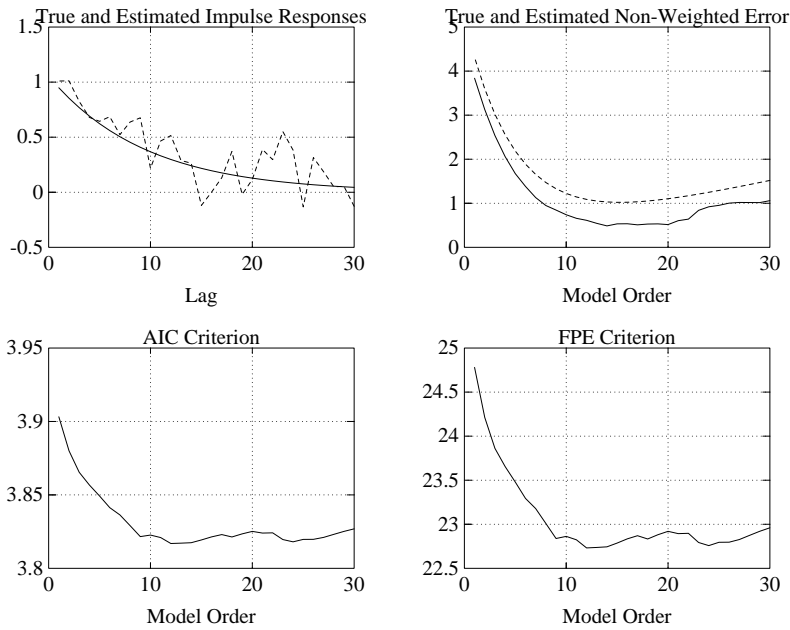 True and Estimated Impulse Responses
1.5
1
0.5
0
-0.5
0 10 20 30
Lag
True and Estimated Non-Weighted Error
5
4
3
2
1
0
0 10 20 30
Model Order
AIC Criterion
3.95
3.9
3.85
3.8
0 10 20 30
Model Order
FPE Criterion
25
24.5
24
23.5
23
22.5
0 10 20 30
Model Order